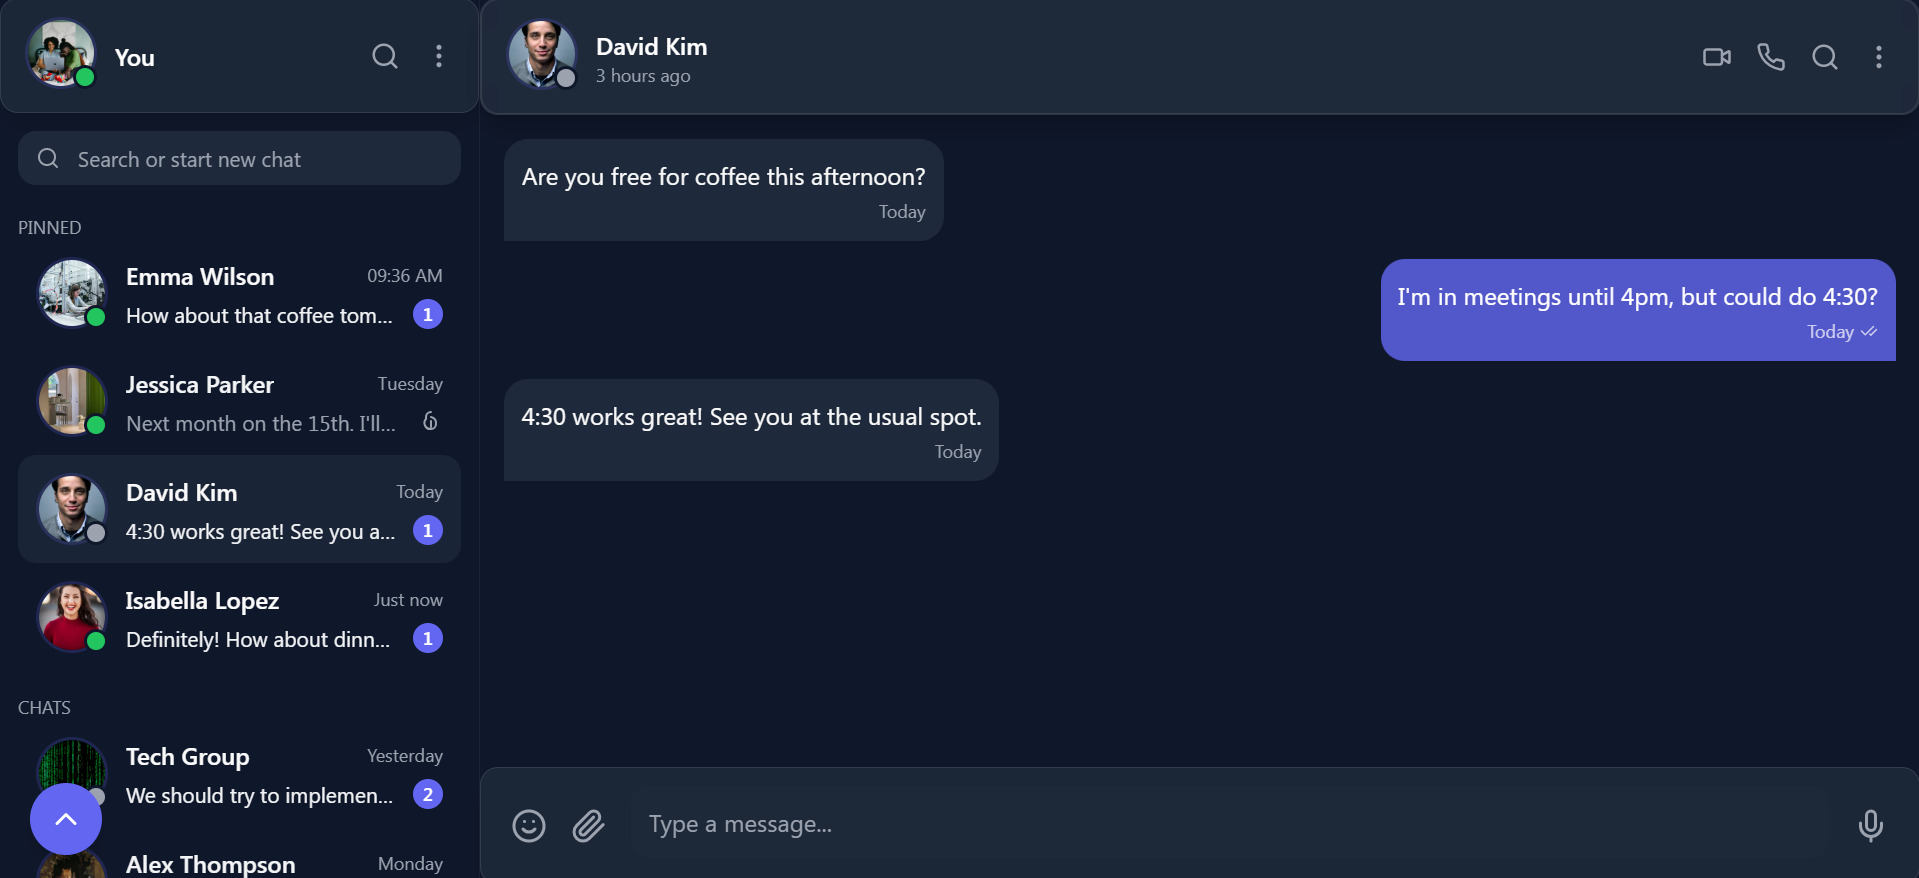 You
Search or start new chat
PINNED
Emma Wilson
09:36 AM
How about that coffee tom...
1
Jessica Parker
Tuesday
Next month on the 15th. I'll...
David Kim
Today
4:30 works great! See you a...
1
Isabella Lopez
Just now
Definitely! How about dinn...
1
CHATS
Tech Group
Yesterday
We should try to implemen...
2
Alex Thompson
Monday
David Kim
3 hours ago
Are you free for coffee this afternoon?
Today
I'm in meetings until 4pm, but could do 4:30?
Today
4:30 works great! See you at the usual spot.
Today
Type a message...